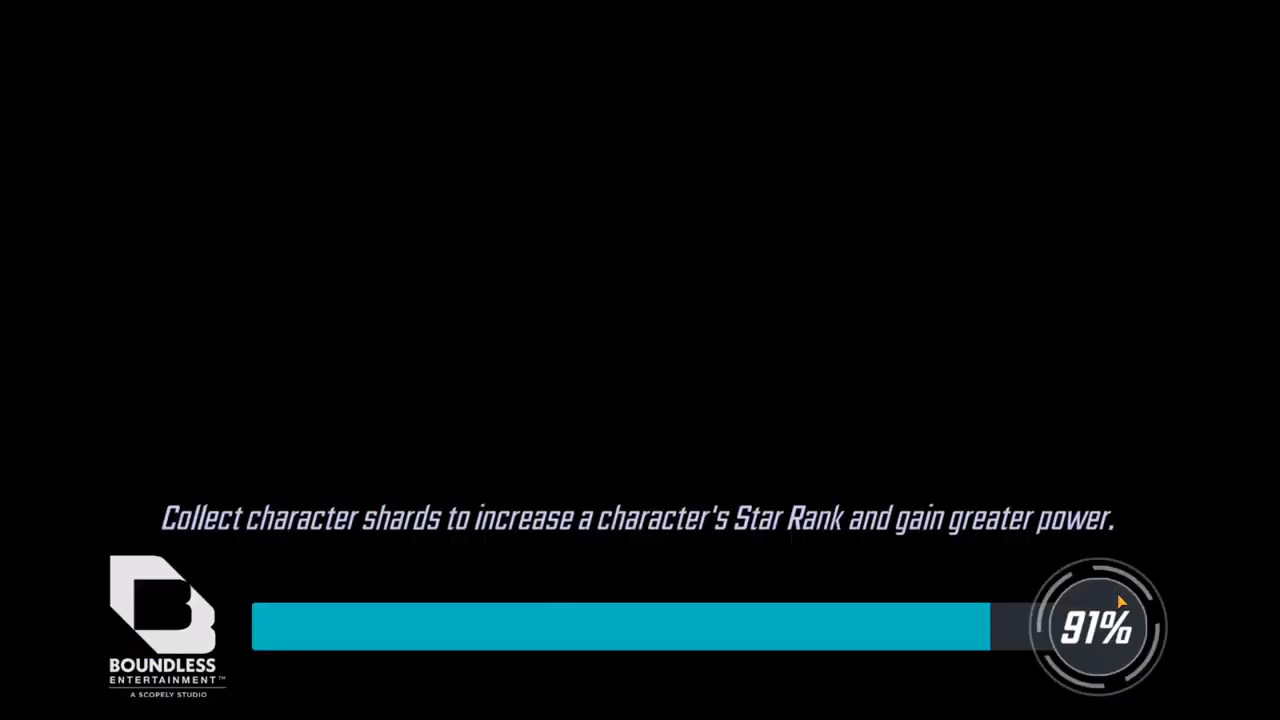 Collect character shards to increase a character's Star Rank and gain greater power.
91%
BOUNDLESS
ENTERTAINMENT™
A SCOPELY STUDIO